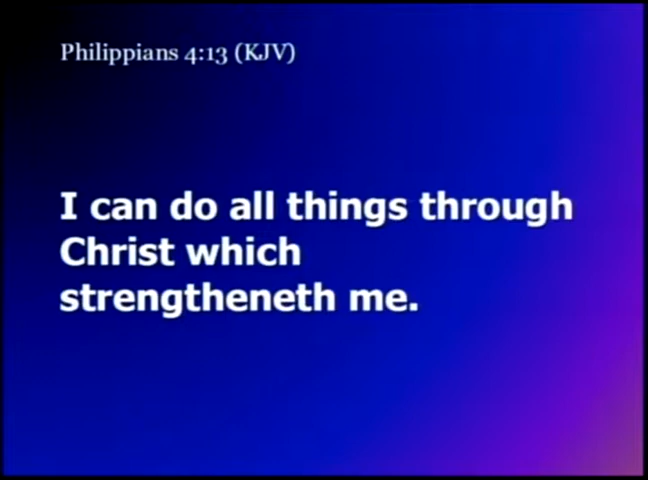 Philippians 4:13 (KJV)
I can do all things through
Christ which
strengtheneth me.